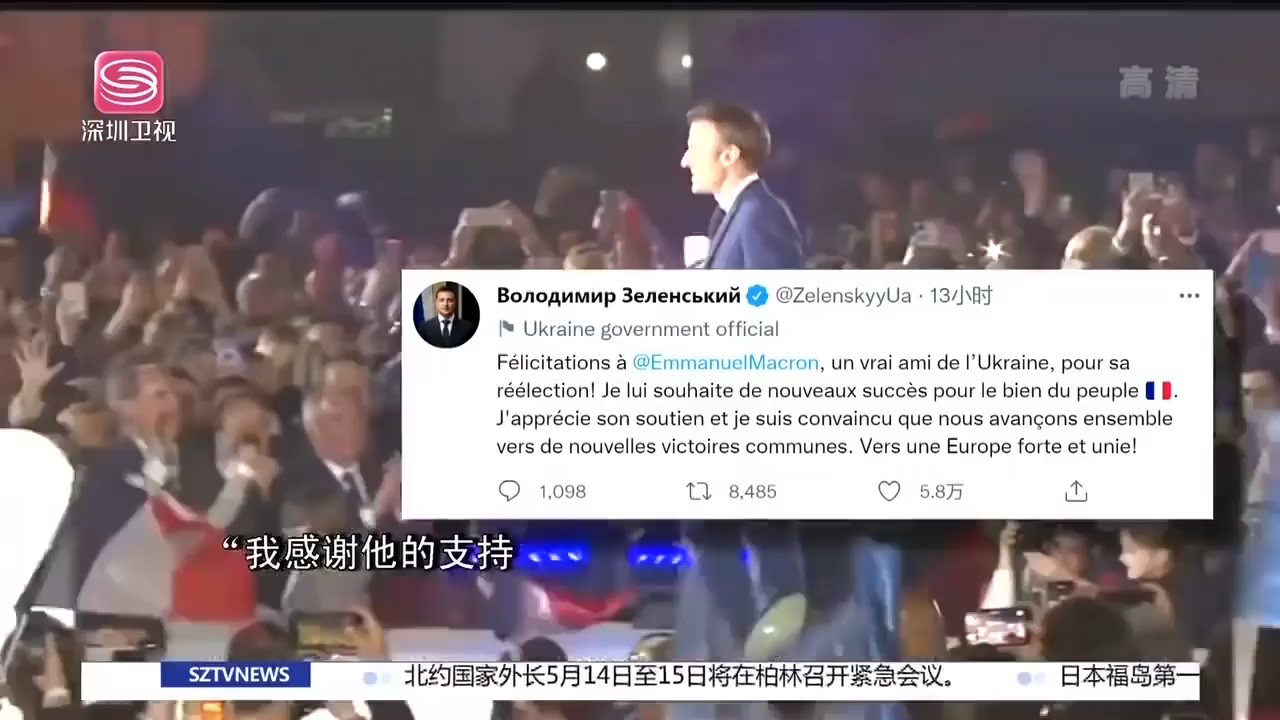 深圳卫视
高清
Володимир Зеленський @ZelenskyyUa · 13小时
Ukraine government official
Félicitations à @EmmanuelMacron, un vrai ami de l’Ukraine, pour sa
réélection! Je lui souhaite de nouveaux succès pour le bien du peuple 🇫🇷.
J'apprécie son soutien et je suis convaincu que nous avançons ensemble
vers de nouvelles victoires communes. Vers une Europe forte et unie!
1,098 8,485 5.8万
“我感谢他的支持
SZTVNEWS 北约国家外长5月14日至15日将在柏林召开紧急会议。 日本福岛第一